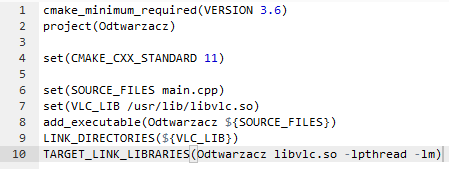 1 cmake_minimum_required(VERSION 3.6)
2 project(Odtwarzacz)
3
4 set(CMAKE_CXX_STANDARD 11)
5
6 set(SOURCE_FILES main.cpp)
7 set(VLC_LIB /usr/lib/libvlc.so)
8 add_executable(Odtwarzacz ${SOURCE_FILES})
9 LINK_DIRECTORIES(${VLC_LIB})
10 TARGET_LINK_LIBRARIES(Odtwarzacz libvlc.so -lpthread -lm)